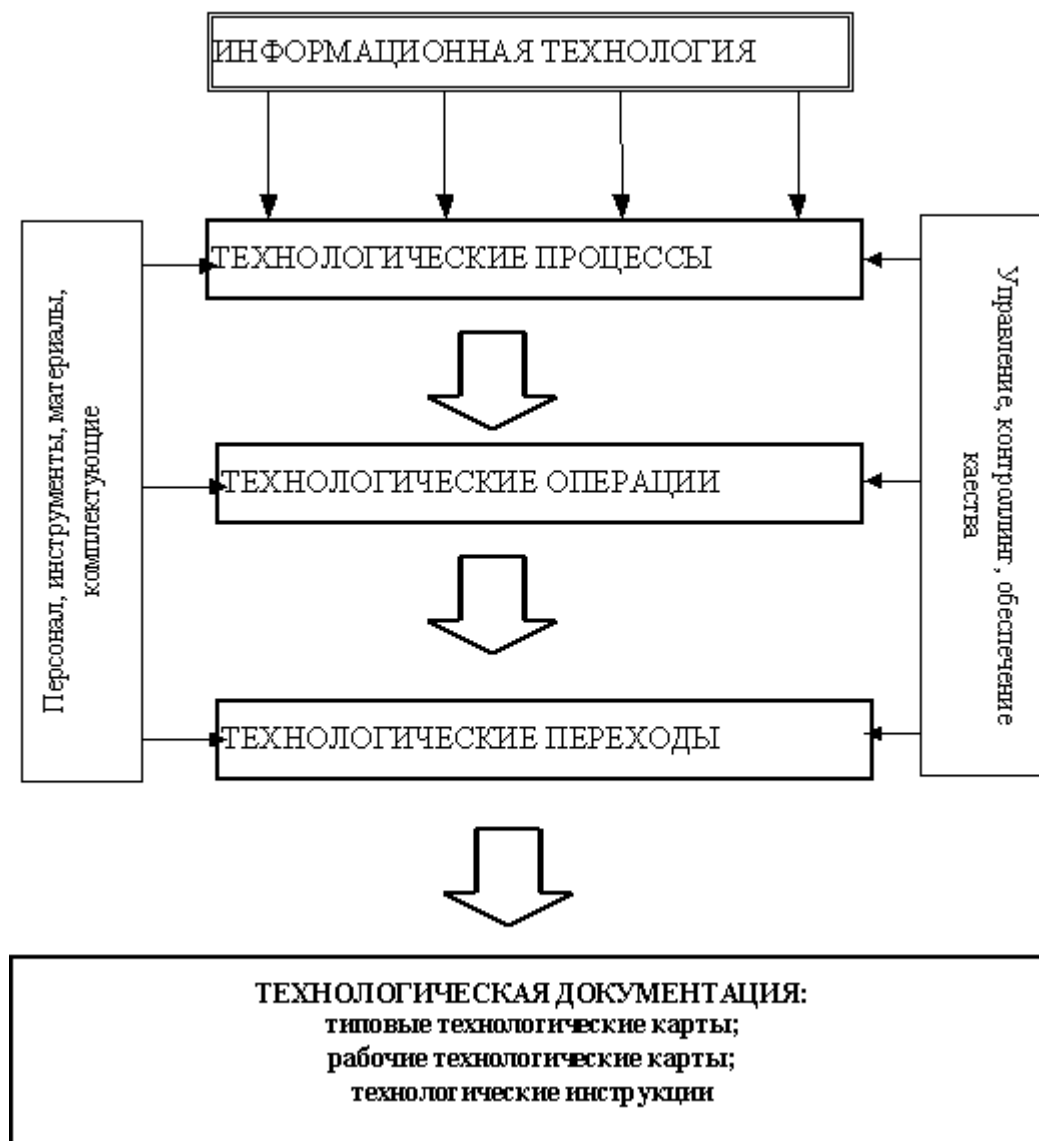 ИНФОРМАЦИОННАЯ ТЕХНОЛОГИЯ
ТЕХНОЛОГИЧЕСКИЕ ПРОЦЕССЫ
Персонал, инструменты, материалы,
комплектующие
Управление, контроллинг, обеспечение
каества
ТЕХНОЛОГИЧЕСКИЕ ОПЕРАЦИИ
ТЕХНОЛОГИЧЕСКИЕ ПЕРЕХОДЫ
ТЕХНОЛОГИЧЕСКАЯ ДОКУМЕНТАЦИЯ:
типовые технологические карты;
рабочие технологические карты;
технологические инструкции